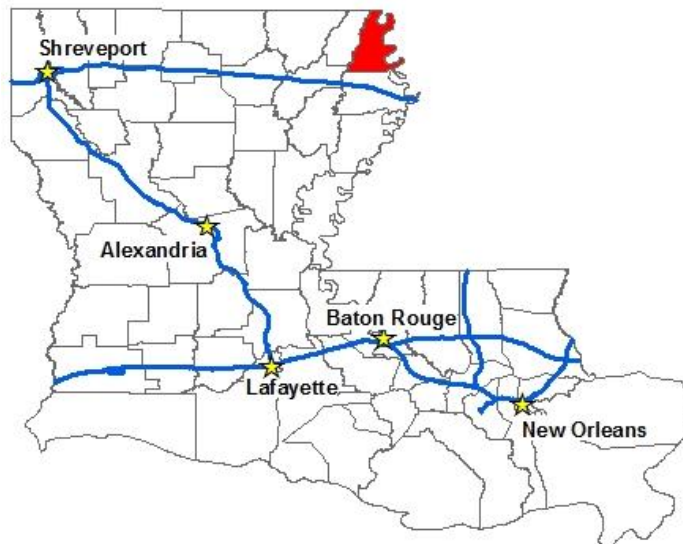 Shreveport
Alexandria
Baton Rouge
Lafayette
New Orleans